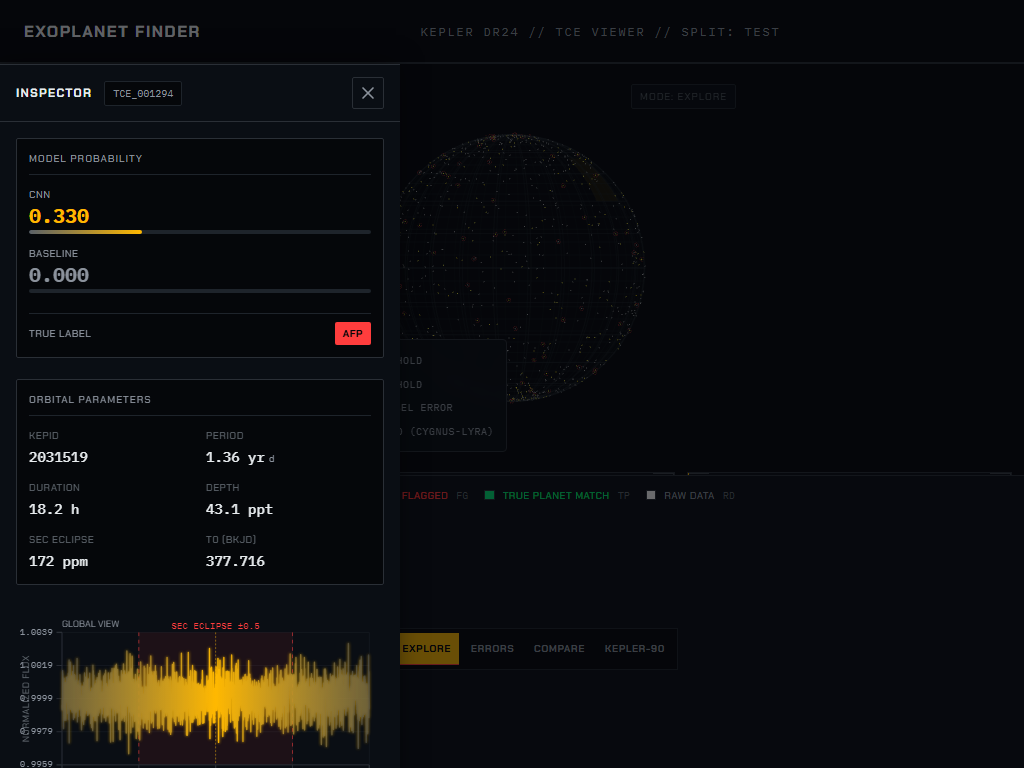 EXOPLANET FINDER
KEPLER DR24 // TCE VIEWER // SPLIT: TEST
INSPECTOR TCE_001294
MODE: EXPLORE
MODEL PROBABILITY
CNN
0.330
BASELINE
0.000
TRUE LABEL AFP
ORBITAL PARAMETERS
KEPID PERIOD
2031519 1.36 yr d
DURATION DEPTH
18.2 h 43.1 ppt
SEC ECLIPSE T0 (BKJD)
172 ppm 377.716
HOLD
HOLD
EL ERROR
(CYGNUS-LYRA)
FLAGGED FG TRUE PLANET MATCH TP RAW DATA RD
EXPLORE ERRORS COMPARE KEPLER-90
GLOBAL VIEW SEC ECLIPSE ±0.5
NORMALIZED FLUX
1.0039
1.0019
0.9999
0.9979
0.9959